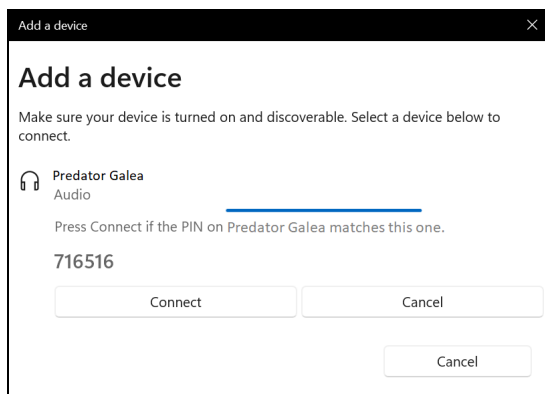 Add a device
Add a device
Make sure your device is turned on and discoverable. Select a device below to
connect.
Predator Galea
Audio
Press Connect if the PIN on Predator Galea matches this one.
716516
Connect Cancel
Cancel